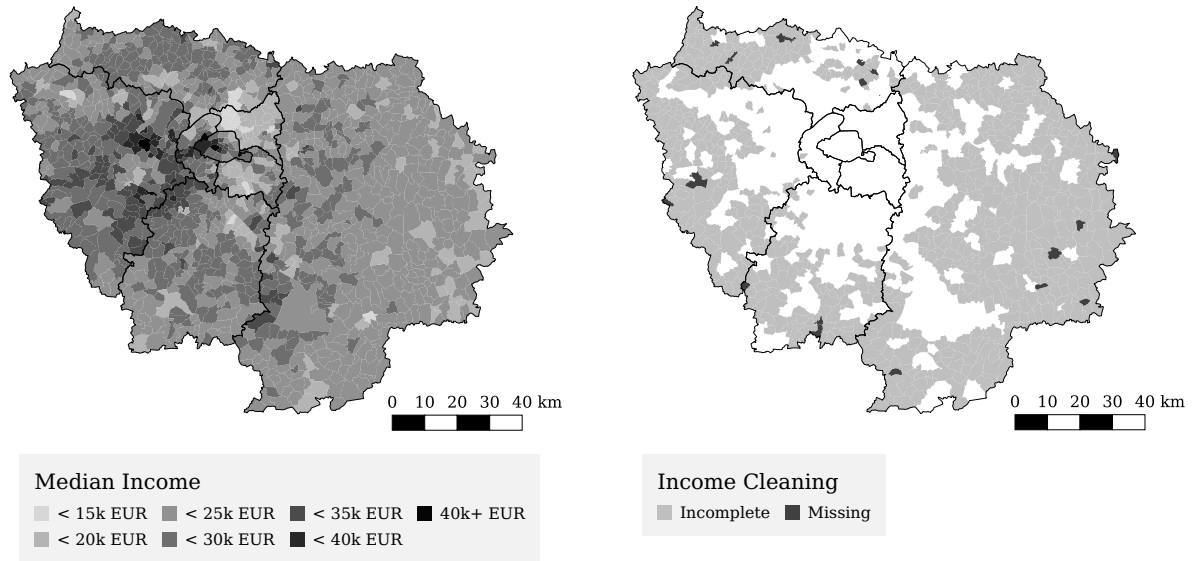 0 10 20 30 40 km
0 10 20 30 40 km
Median Income
< 15k EUR < 25k EUR < 35k EUR 40k+ EUR
< 20k EUR < 30k EUR < 40k EUR
Income Cleaning
Incomplete Missing